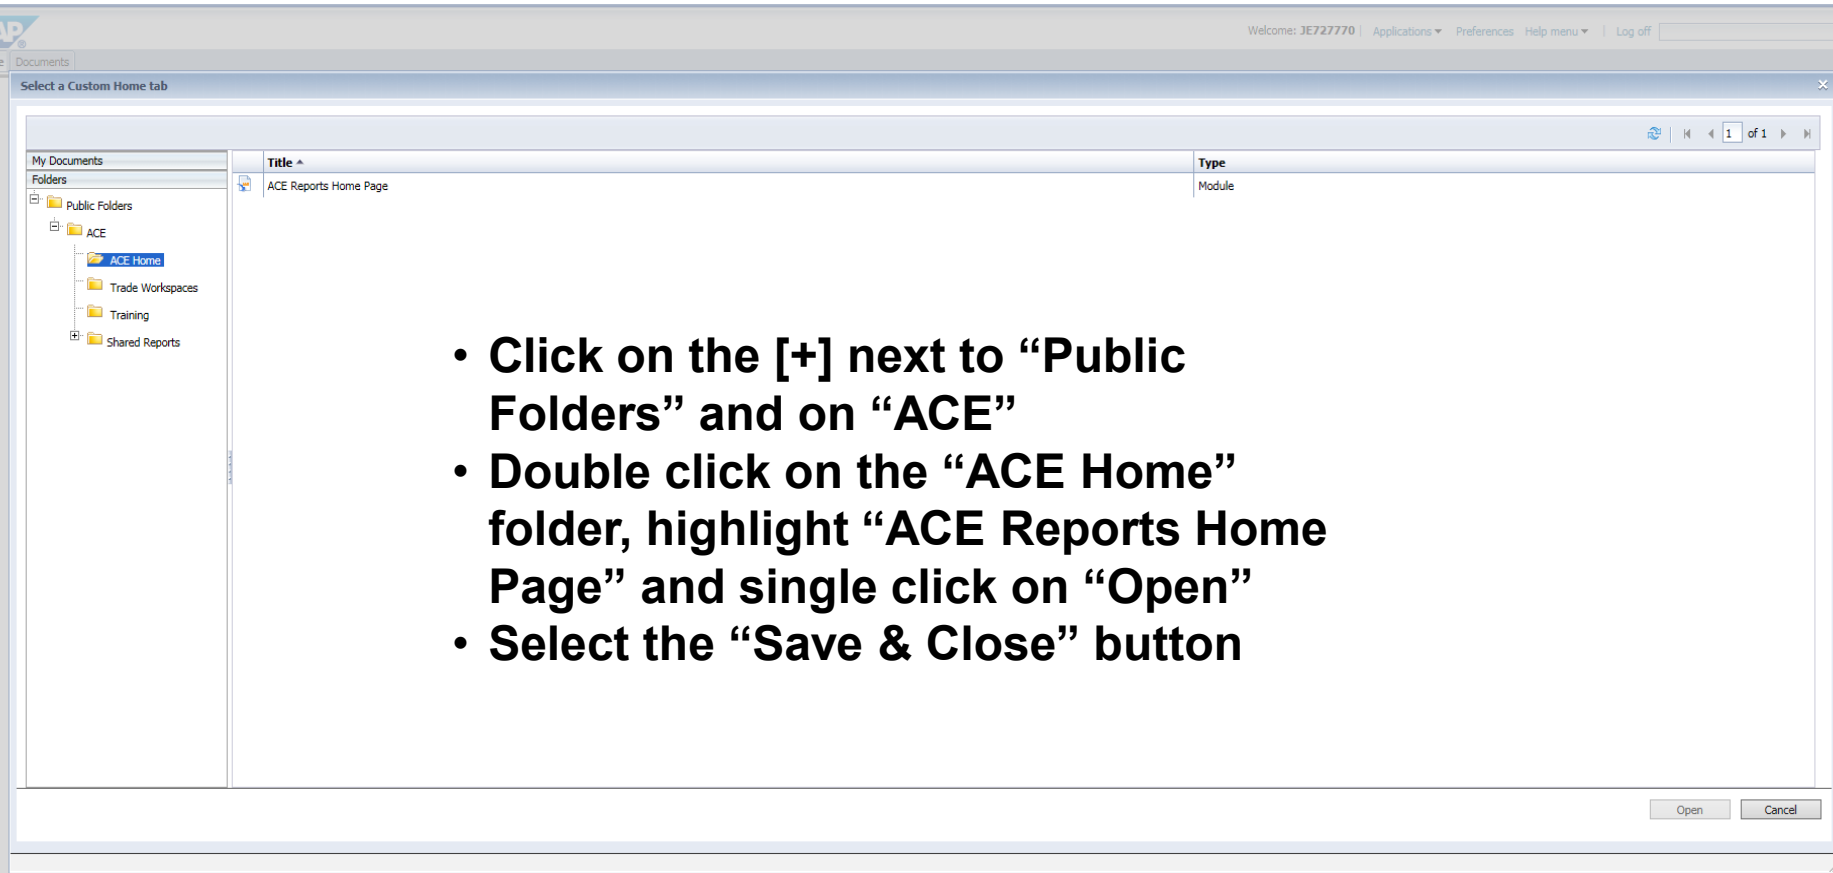 AP®
Welcome: JE727770 | Applications Preferences Help menu | Log off
Documents
Select a Custom Home tab
1 of 1
My Documents
Folders
Public Folders
ACE
ACE Home
Trade Workspaces
Training
Shared Reports
Title Type
ACE Reports Home Page Module
• Click on the [+] next to “Public
Folders” and on “ACE”
• Double click on the “ACE Home”
folder, highlight “ACE Reports Home
Page” and single click on “Open”
• Select the “Save & Close” button
Open Cancel